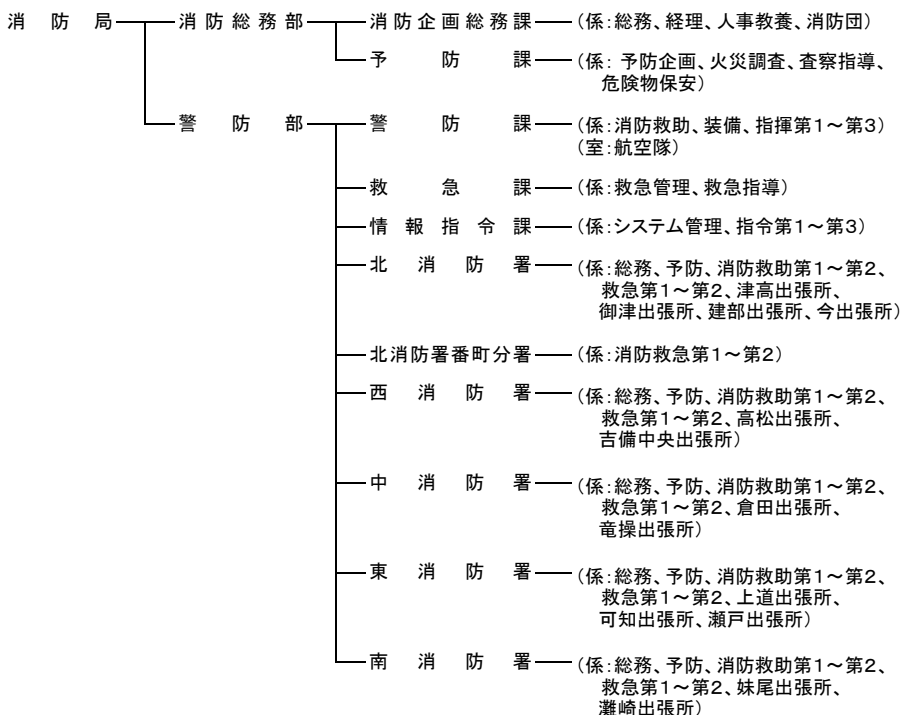 消防局 消防総務部 消防企画総務課 (係:総務、経理、人事教養、消防団)
予防課 (係: 予防企画、火災調査、査察指導、
危険物保安)
警防部 警防課 (係:消防救助、装備、指揮第1~第3)
(室:航空隊)
救急課 (係:救急管理、救急指導)
情報指令課 (係:システム管理、指令第1~第3)
北消防署 (係:総務、予防、消防救助第1~第2、
救急第1~第2、津高出張所、
御津出張所、建部出張所、今出張所)
北消防署番町分署 (係:消防救急第1~第2)
西消防署 (係:総務、予防、消防救助第1~第2、
救急第1~第2、高松出張所、
吉備中央出張所)
中消防署 (係:総務、予防、消防救助第1~第2、
救急第1~第2、倉田出張所、
竜操出張所)
東消防署 (係:総務、予防、消防救助第1~第2、
救急第1~第2、上道出張所、
可知出張所、瀬戸出張所)
南消防署 (係:総務、予防、消防救助第1~第2、
救急第1~第2、妹尾出張所、
灘崎出張所)